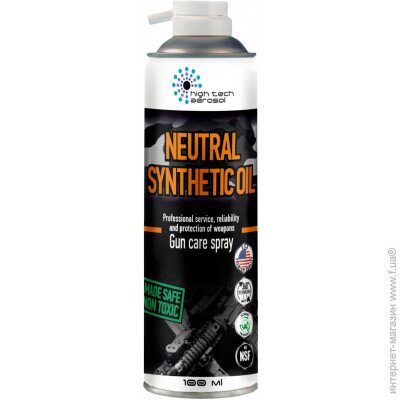 high tech
aerosol
NEUTRAL
SYNTHETIC OIL
Professional service, reliability
and protection of weapons
Gun care spray
MADE SAFE
NON TOXIC
NSF
100 Ml
интернет-магазин www.f.ua®